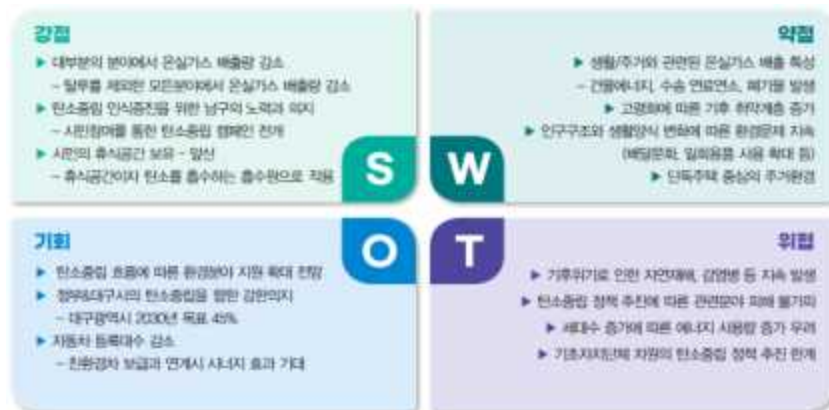 강점
▶ 대부분의 분야에서 온실가스 배출량 감소
- 탈루를 제외한 모든분야에서 온실가스 배출량 감소
▶ 탄소중립 인식증진을 위한 남구의 노력과 의지
- 시민참여를 통한 탄소중립 캠페인 전개
▶ 시민의 휴식공간 보유 - 앞산
- 휴식공간이자 탄소를 흡수하는 흡수원으로 작용
S
약점
▶ 생활/주거와 관련된 온실가스 배출 특성
- 건물에너지, 수송 연료연소, 폐기물 발생
▶ 고령화에 따른 기후 취약계층 증가
▶ 인구구조와 생활양식 변화에 따른 환경문제 지속
(배달문화, 일회용품 사용 확대 등)
▶ 단독주택 중심의 주거환경
W
기회
▶ 탄소중립 흐름에 따른 환경분야 지원 확대 전망
▶ 정부&대구시의 탄소중립을 향한 강한의지
- 대구광역시 2030년 목표 45%
▶ 자동차 등록대수 감소
- 친환경차 보급과 연계시 시너지 효과 기대
O
위협
▶ 기후위기로 인한 자연재해, 감염병 등 지속 발생
▶ 탄소중립 정책 추진에 따른 관련분야 피해 불가피
▶ 세대수 증가에 따른 에너지 사용량 증가 우려
▶ 기초자치단체 차원의 탄소중립 정책 추진 한계
T